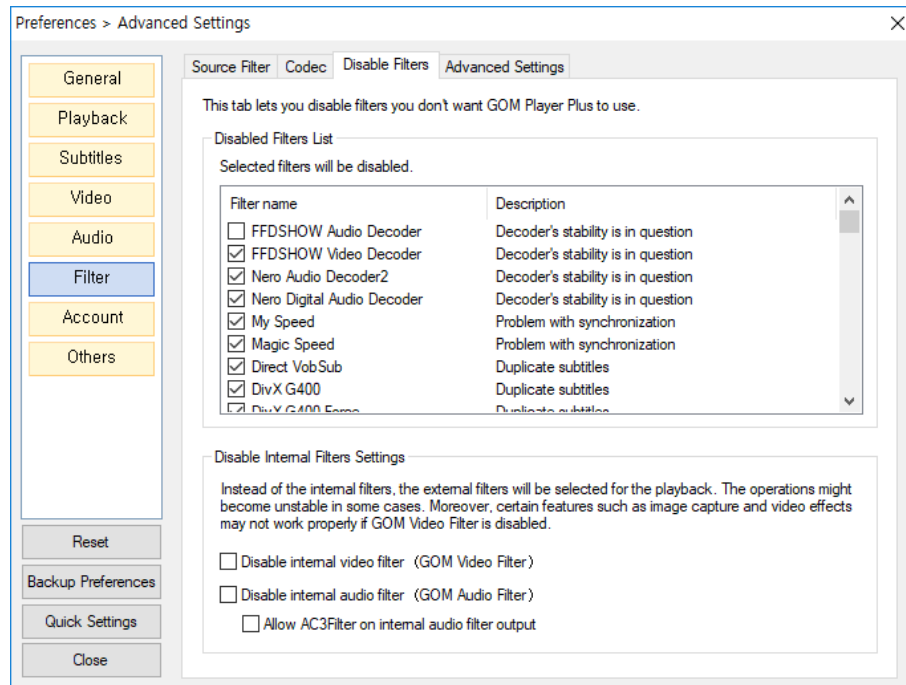 Preferences > Advanced Settings
General
Playback
Subtitles
Video
Audio
Filter
Account
Others
Reset
Backup Preferences
Quick Settings
Close
Source Filter Codec Disable Filters Advanced Settings
This tab lets you disable filters you don't want GOM Player Plus to use.
Disabled Filters List
Selected filters will be disabled.
Filter name Description
FFDSHOW Audio Decoder Decoder's stability is in question
FFDSHOW Video Decoder Decoder's stability is in question
Nero Audio Decoder2 Decoder's stability is in question
Nero Digital Audio Decoder Decoder's stability is in question
My Speed Problem with synchronization
Magic Speed Problem with synchronization
Direct VobSub Duplicate subtitles
DivX G400 Duplicate subtitles
DivX G400 Duplicate subtitles
Disable Internal Filters Settings
Instead of the internal filters, the external filters will be selected for the playback. The operations might
become unstable in some cases. Moreover, certain features such as image capture and video effects
may not work properly if GOM Video Filter is disabled.
Disable internal video filter (GOM Video Filter)
Disable internal audio filter (GOM Audio Filter)
Allow AC3Filter on internal audio filter output